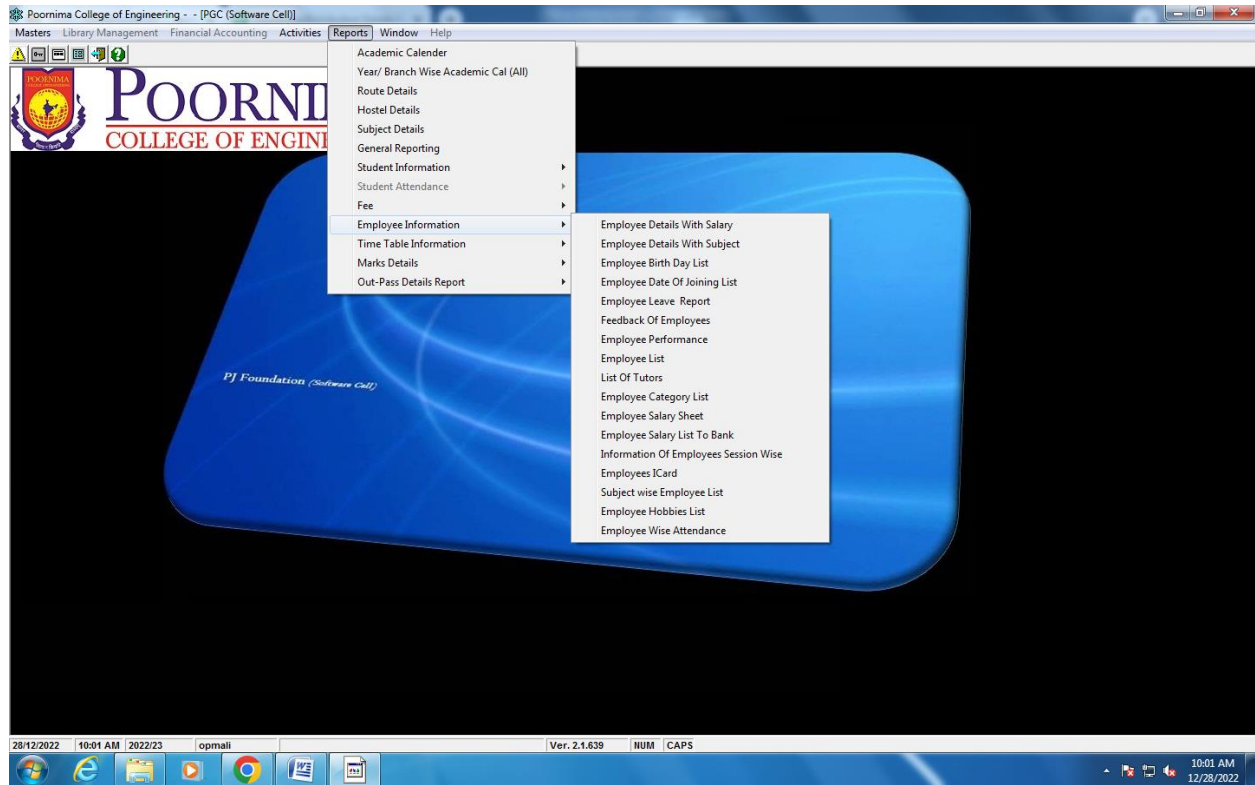 Poornima College of Engineering - - [PGC (Software Cell)]
Masters Library Management Financial Accounting Activities Reports Window Help
POORNIMA
POORNI
COLLEGE OF ENGINE
Academic Calender
Year/ Branch Wise Academic Cal (All)
Route Details
Hostel Details
Subject Details
General Reporting
Student Information
Student Attendance
Fee
Employee Information
Time Table Information
Marks Details
Out-Pass Details Report
Employee Details With Salary
Employee Details With Subject
Employee Birth Day List
Employee Date Of Joining List
Employee Leave Report
Feedback Of Employees
Employee Performance
Employee List
List Of Tutors
Employee Category List
Employee Salary Sheet
Employee Salary List To Bank
Information Of Employees Session Wise
Employees ICard
Subject wise Employee List
Employee Hobbies List
Employee Wise Attendance
PJ Foundation (Software Cell)
28/12/2022 10:01 AM 2022/23 opmali Ver. 2.1.639 NUM CAPS
10:01 AM
12/28/2022